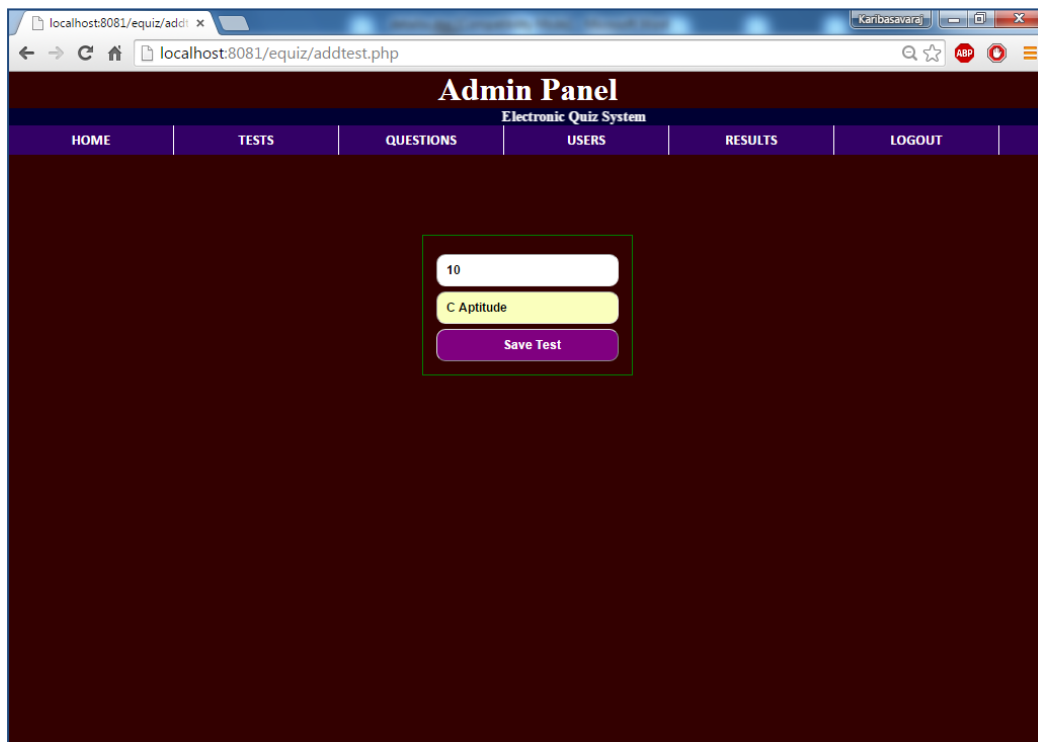 localhost:8081/equiz/addt
Karibasavaraj
localhost:8081/equiz/addtest.php
ABP
Admin Panel
Electronic Quiz System
HOME TESTS QUESTIONS USERS RESULTS LOGOUT
10
C Aptitude
Save Test